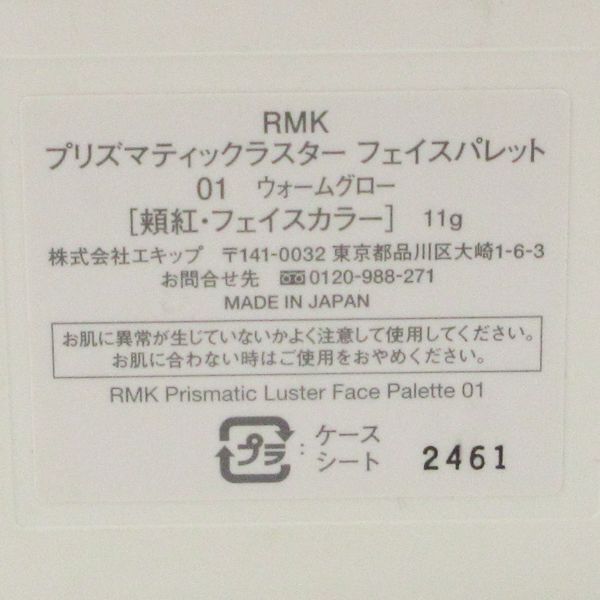 RMK
プリズマティックラスター フェイスパレット
01 ウォームグロー
［頬紅・フェイスカラー］ 11g
株式会社エキップ 〒141-0032 東京都品川区大崎1-6-3
お問合せ先 0120-988-271
MADE IN JAPAN
お肌に異常が生じていないかよく注意して使用してください。
お肌に合わない時はご使用をおやめください。
RMK Prismatic Luster Face Palette 01
プラ : ケース
シート 2461